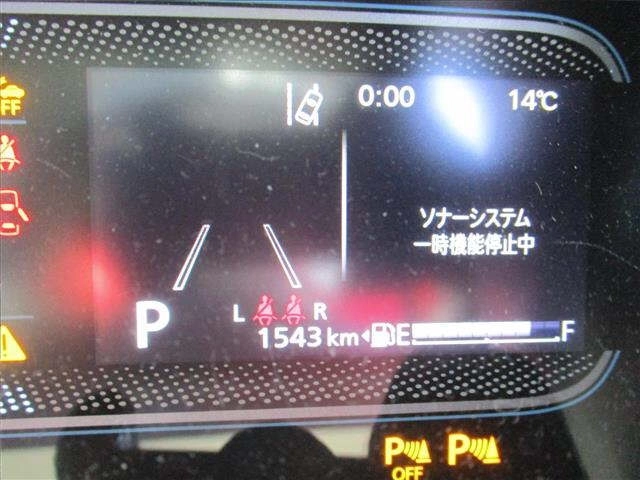 0:00 14℃
OFF
ソナーシステム
一時機能停止中
L R
P
1543 km E F
P P
OFF